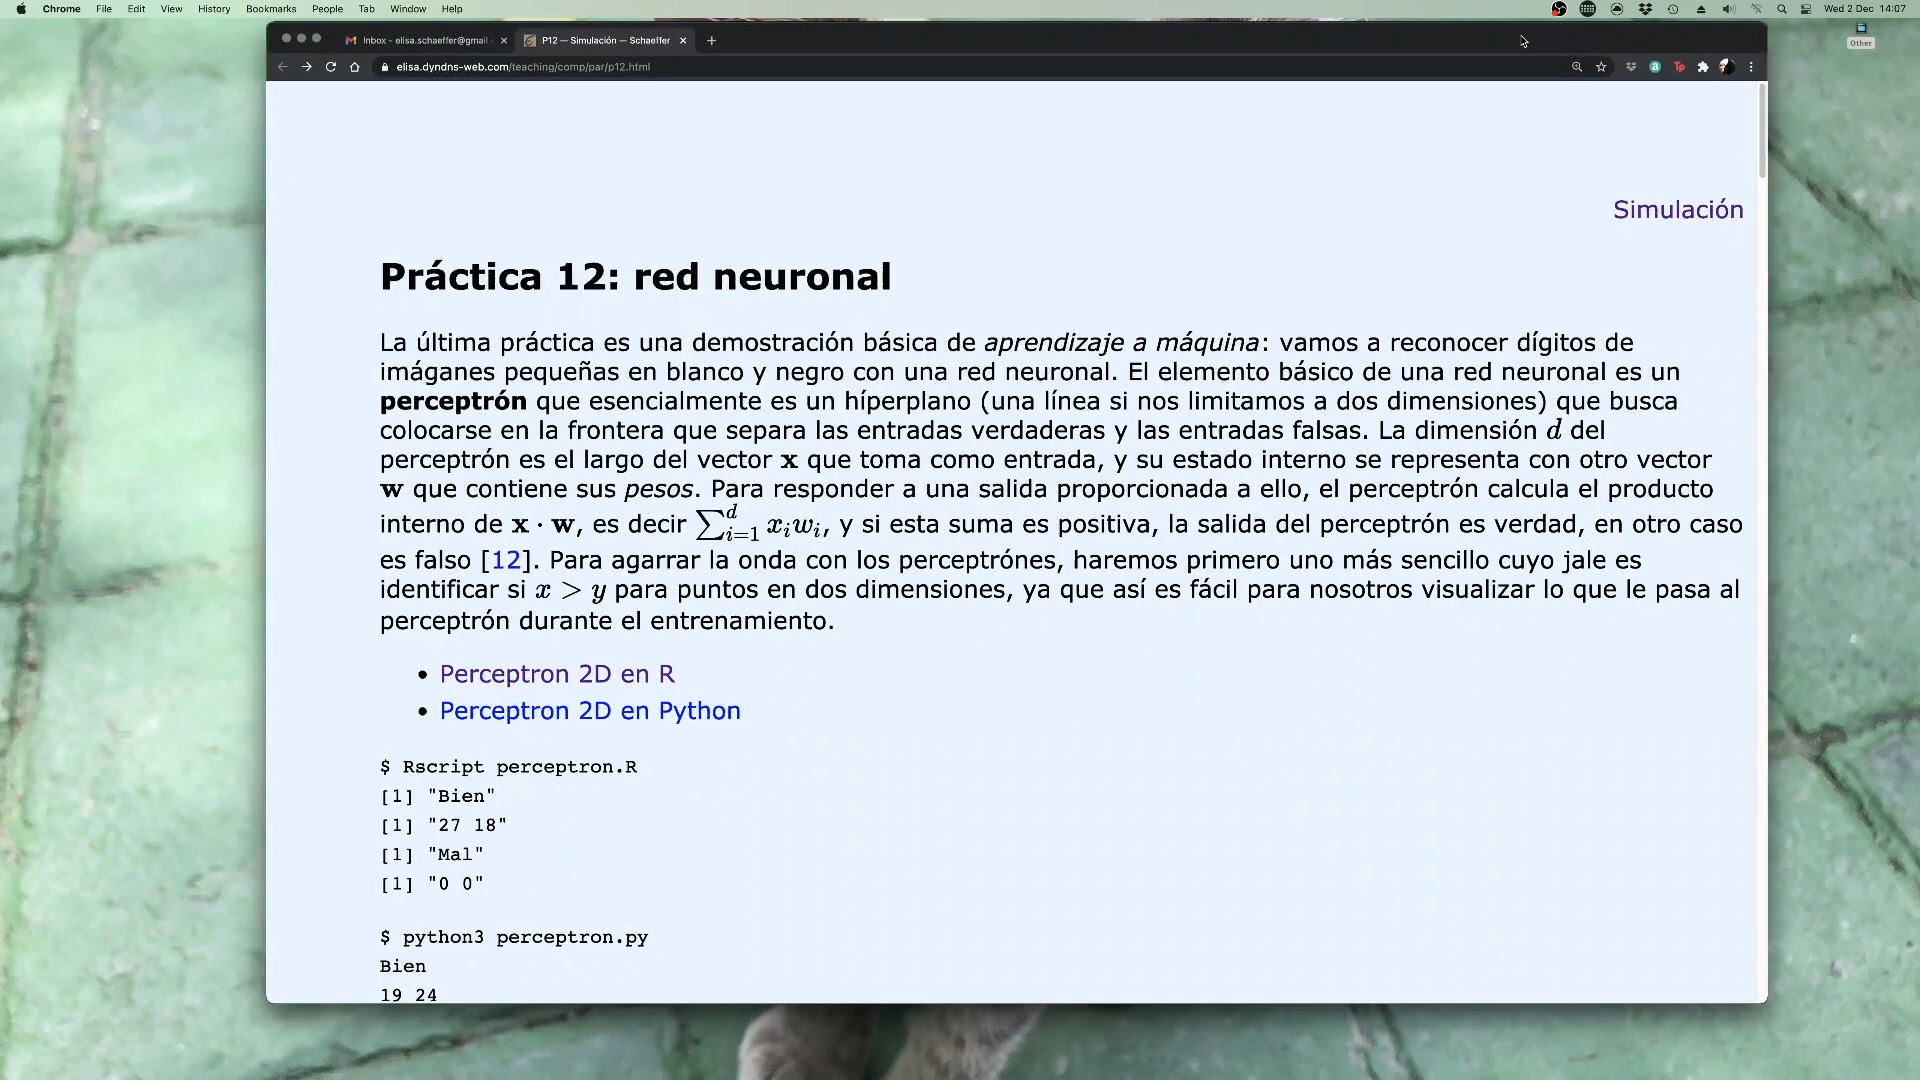 Chrome File Edit View History Bookmarks People Tab Window Help Wed 2 Dec 14:07
Other
Inbox - elisa.schaeffer@gmail. P12 — Simulación — Schaeffer
elisa.dyndns-web.com/teaching/comp/par/p12.html
Simulación
Práctica 12: red neuronal
La última práctica es una demostración básica de aprendizaje a máquina: vamos a reconocer dígitos de
imáganes pequeñas en blanco y negro con una red neuronal. El elemento básico de una red neuronal es un
perceptrón que esencialmente es un híperplano (una línea si nos limitamos a dos dimensiones) que busca
colocarse en la frontera que separa las entradas verdaderas y las entradas falsas. La dimensión d del
perceptrón es el largo del vector x que toma como entrada, y su estado interno se representa con otro vector
w que contiene sus pesos. Para responder a una salida proporcionada a ello, el perceptrón calcula el producto
interno de x · w, es decir ∑_{i=1}^{d} x_i w_i, y si esta suma es positiva, la salida del perceptrón es verdad, en otro caso
es falso [12]. Para agarrar la onda con los perceptrónes, haremos primero uno más sencillo cuyo jale es
identificar si x > y para puntos en dos dimensiones, ya que así es fácil para nosotros visualizar lo que le pasa al
perceptrón durante el entrenamiento.
• Perceptron 2D en R
• Perceptron 2D en Python
$ Rscript perceptron.R
[1] "Bien"
[1] "27 18"
[1] "Mal"
[1] "0 0"
$ python3 perceptron.py
Bien
19 24